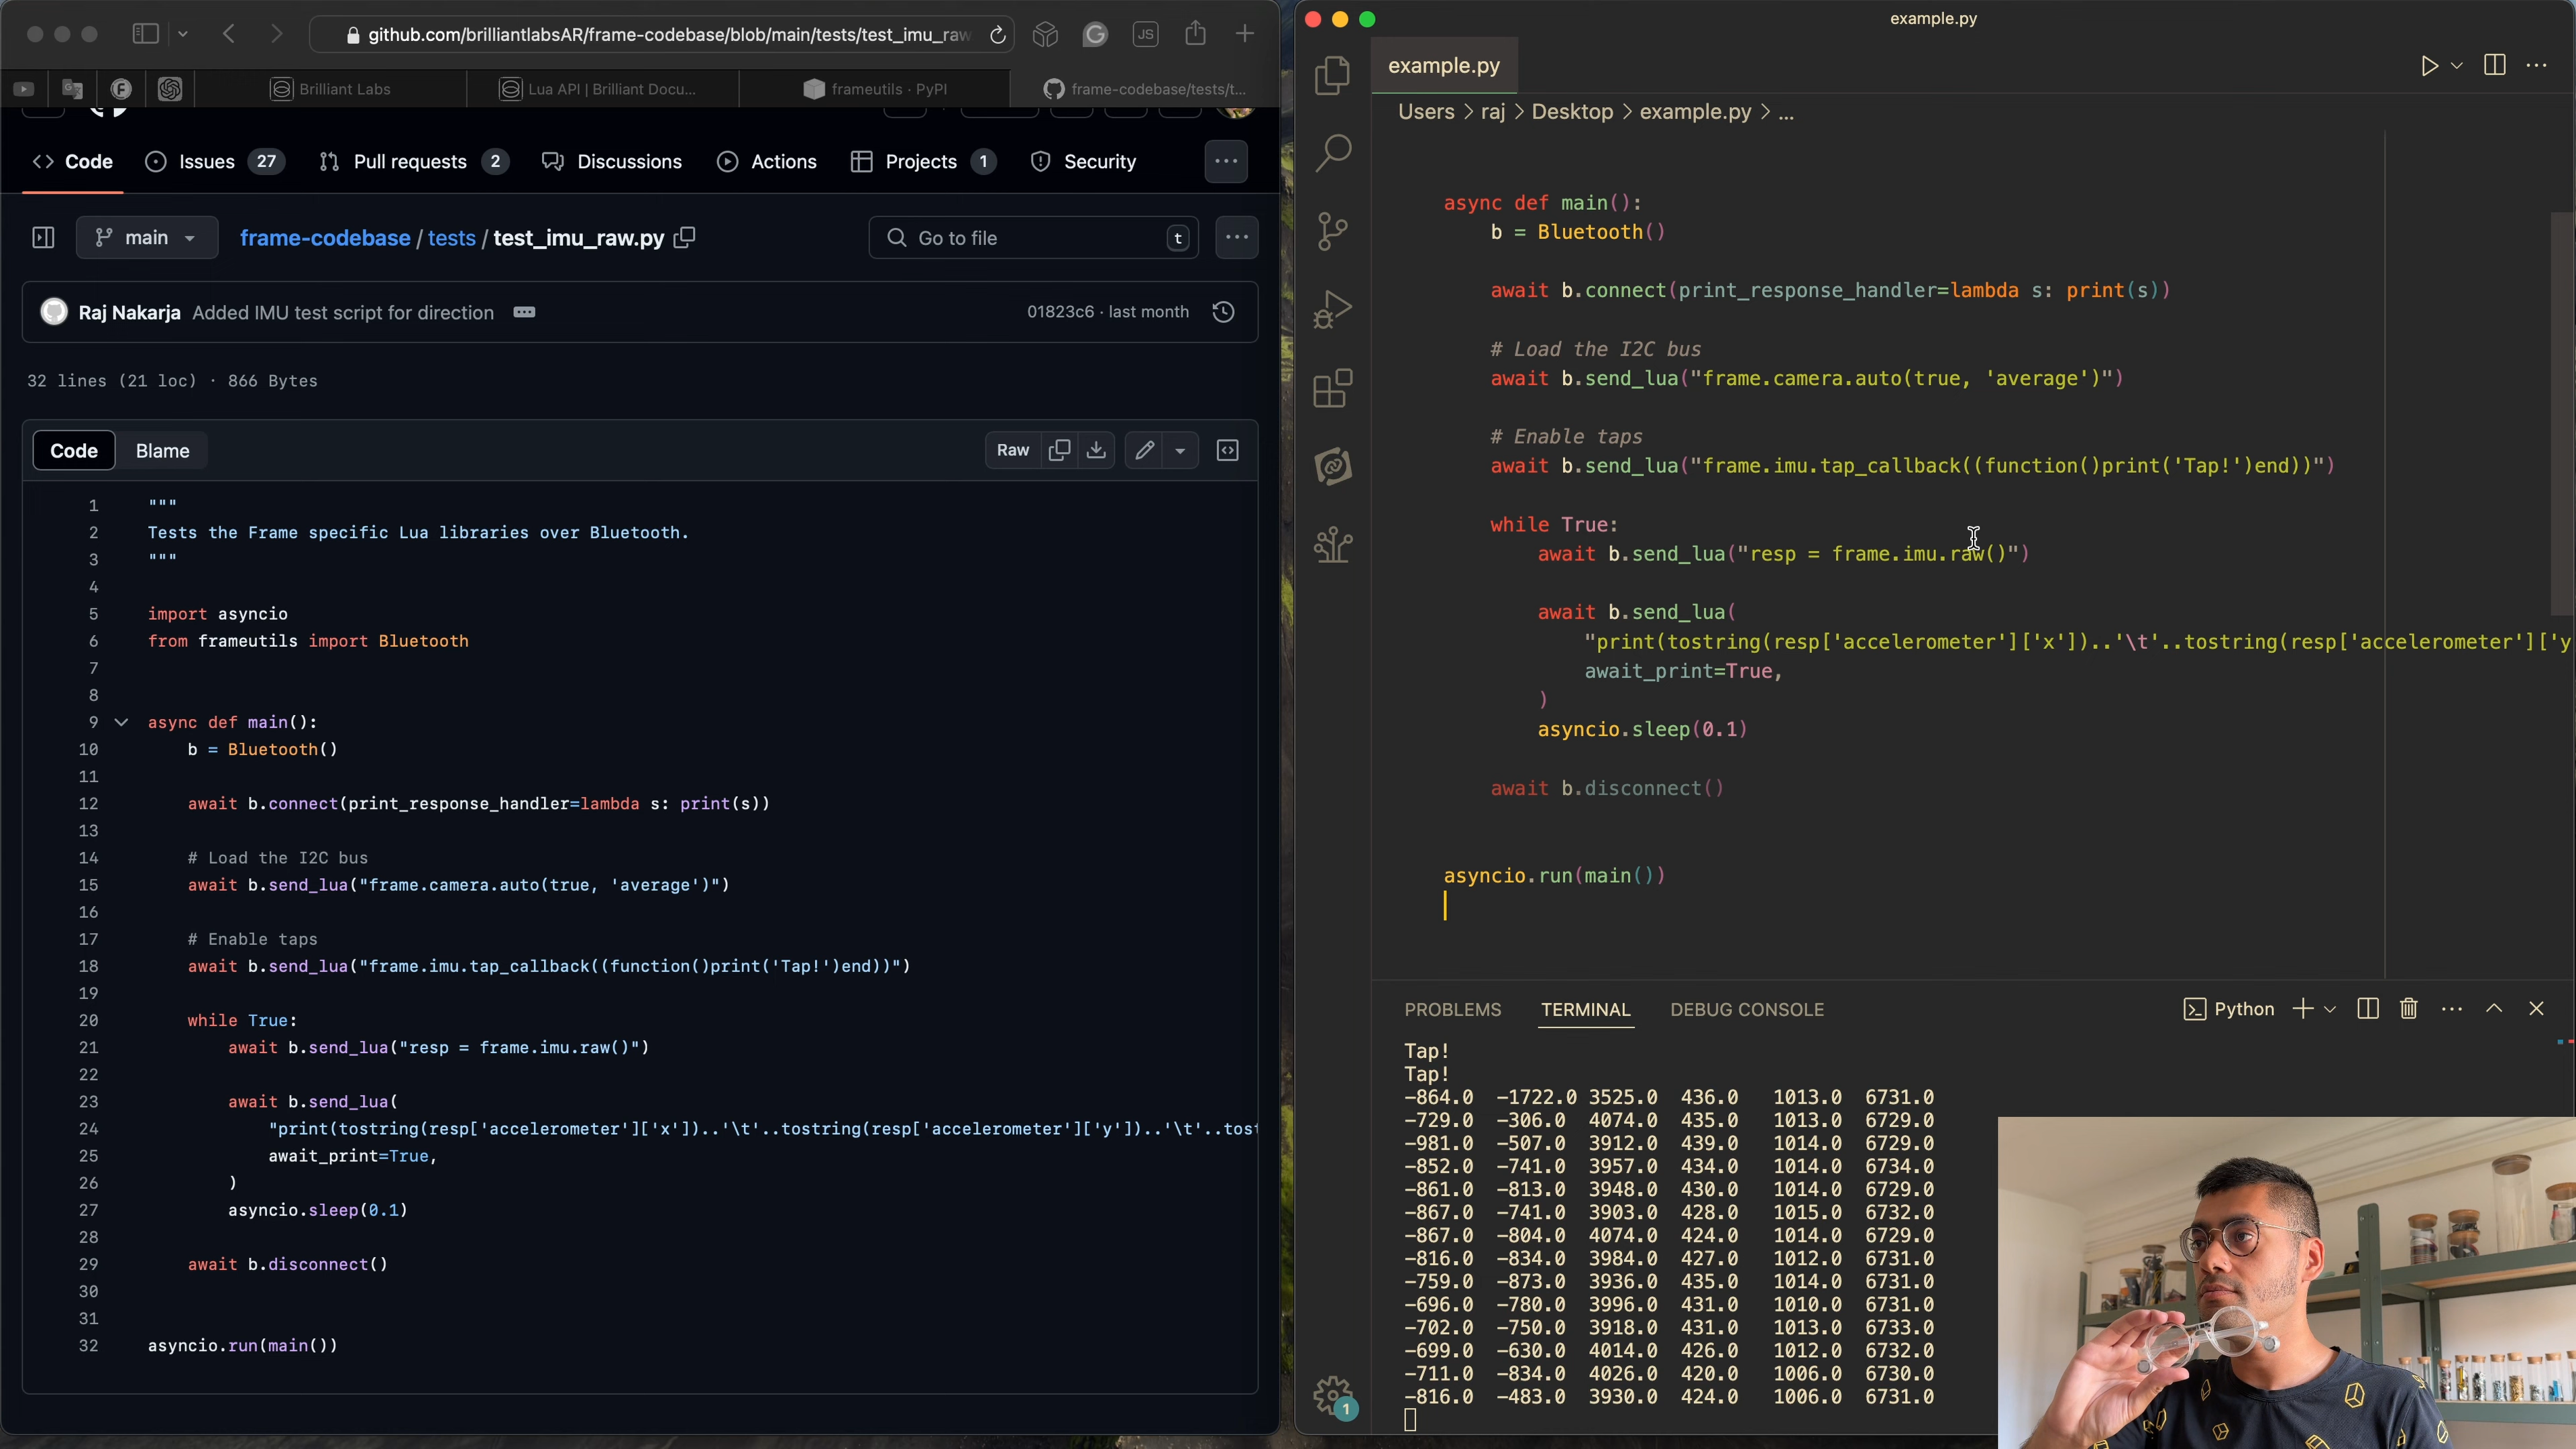 github.com/brilliantlabsAR/frame-codebase/blob/main/tests/test_imu_raw
JS
Brilliant Labs
Lua API | Brilliant Docu...
frameutils · PyPI
frame-codebase/tests/t...
Code
Issues 27
Pull requests 2
Discussions
Actions
Projects 1
Security
main
frame-codebase / tests / test_imu_raw.py
Go to file
t
Raj Nakarja Added IMU test script for direction
01823c6 · last month
32 lines (21 loc) · 866 Bytes
Code
Blame
Raw
1 """
2 Tests the Frame specific Lua libraries over Bluetooth.
3 """
4
5 import asyncio
6 from frameutils import Bluetooth
7
8
9 async def main():
10 b = Bluetooth()
11
12 await b.connect(print_response_handler=lambda s: print(s))
13
14 # Load the I2C bus
15 await b.send_lua("frame.camera.auto(true, 'average')")
16
17 # Enable taps
18 await b.send_lua("frame.imu.tap_callback((function()print('Tap!')end))")
19
20 while True:
21 await b.send_lua("resp = frame.imu.raw()")
22
23 await b.send_lua(
24 "print(tostring(resp['accelerometer']['x'])..'\t'..tostring(resp['accelerometer']['y'])..'\t'..tost
25 await_print=True,
26 )
27 asyncio.sleep(0.1)
28
29 await b.disconnect()
30
31
32 asyncio.run(main())
example.py
example.py
Users > raj > Desktop > example.py > ...
async def main():
b = Bluetooth()
await b.connect(print_response_handler=lambda s: print(s))
# Load the I2C bus
await b.send_lua("frame.camera.auto(true, 'average')")
# Enable taps
await b.send_lua("frame.imu.tap_callback((function()print('Tap!')end))")
while True:
await b.send_lua("resp = frame.imu.raw()")
await b.send_lua(
"print(tostring(resp['accelerometer']['x'])..'\t'..tostring(resp['accelerometer']['y
await_print=True,
)
asyncio.sleep(0.1)
await b.disconnect()
asyncio.run(main())
PROBLEMS
TERMINAL
DEBUG CONSOLE
Python
Tap!
Tap!
-864.0 -1722.0 3525.0 436.0 1013.0 6731.0
-729.0 -306.0 4074.0 435.0 1013.0 6729.0
-981.0 -507.0 3912.0 439.0 1014.0 6729.0
-852.0 -741.0 3957.0 434.0 1014.0 6734.0
-861.0 -813.0 3948.0 430.0 1014.0 6729.0
-867.0 -741.0 3903.0 428.0 1015.0 6732.0
-867.0 -804.0 4074.0 424.0 1014.0 6729.0
-816.0 -834.0 3984.0 427.0 1012.0 6731.0
-759.0 -873.0 3936.0 435.0 1014.0 6731.0
-696.0 -780.0 3996.0 431.0 1010.0 6731.0
-702.0 -750.0 3918.0 431.0 1013.0 6733.0
-699.0 -630.0 4014.0 426.0 1012.0 6732.0
-711.0 -834.0 4026.0 420.0 1006.0 6730.0
-816.0 -483.0 3930.0 424.0 1006.0 6731.0
1